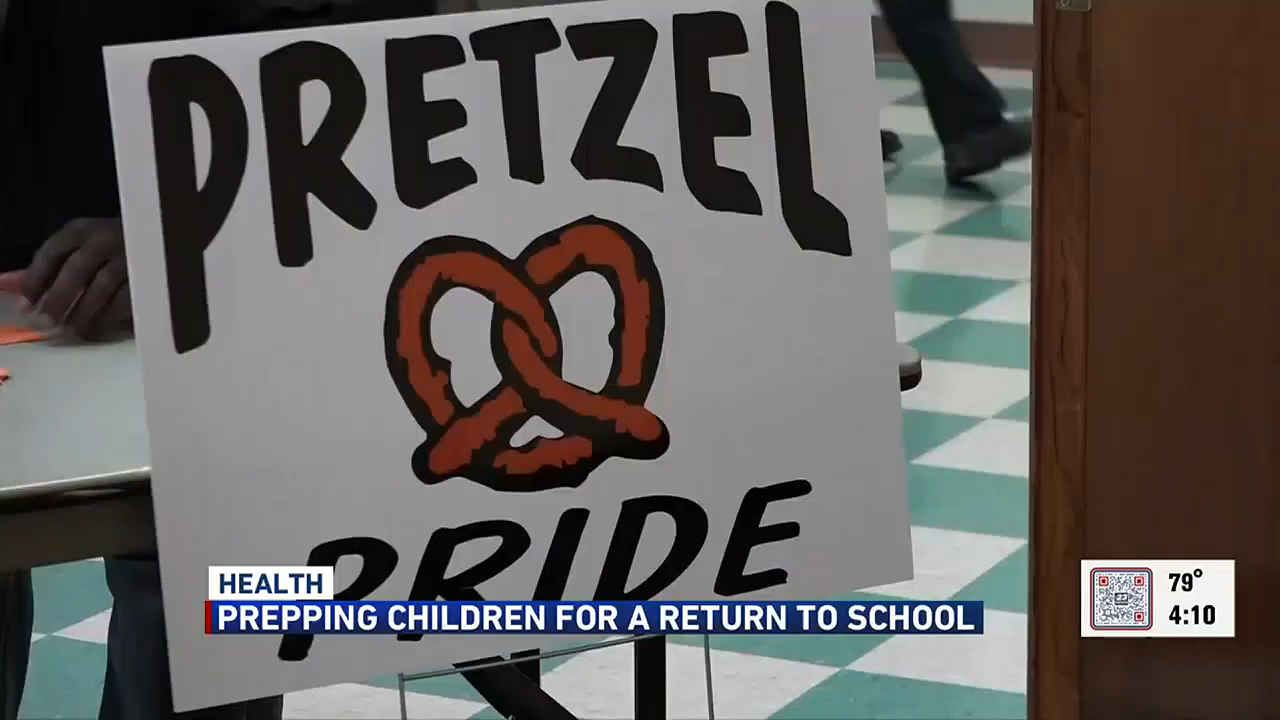 PRETZEL
PRIDE
HEALTH
PREPPING CHILDREN FOR A RETURN TO SCHOOL
79°
4:10